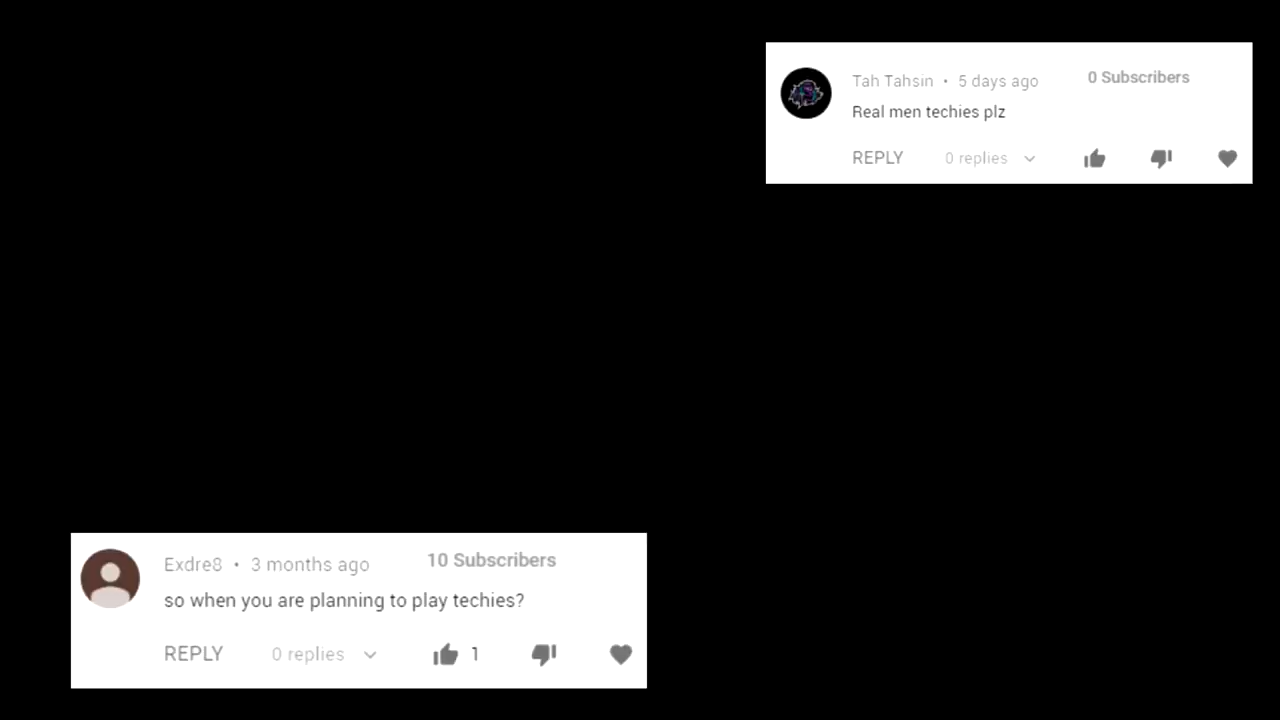 Tah Tahsin • 5 days ago 0 Subscribers
Real men techies plz
REPLY 0 replies
Exdre8 • 3 months ago 10 Subscribers
so when you are planning to play techies?
REPLY 0 replies 1